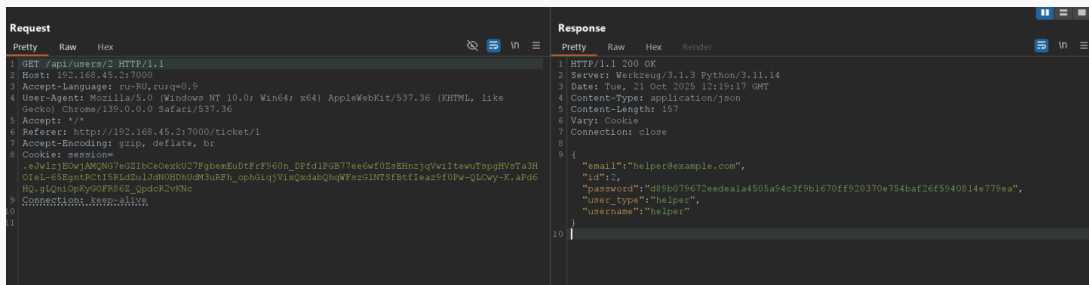 Request
Pretty Raw Hex
\n
1 GET /api/users/2 HTTP/1.1
2 Host: 192.168.45.2:7000
3 Accept-Language: ru-RU,ru;q=0.9
4 User-Agent: Mozilla/5.0 (Windows NT 10.0; Win64; x64) AppleWebKit/537.36 (KHTML, like
Gecko) Chrome/139.0.0.0 Safari/537.36
5 Accept: */*
6 Referer: http://192.168.45.2:7000/ticket/1
7 Accept-Encoding: gzip, deflate, br
8 Cookie: session=
9 Connection: keep-alive
10
11
Response
Pretty Raw Hex Render
\n
1 HTTP/1.1 200 OK
2 Server: Werkzeug/3.1.3 Python/3.11.14
3 Date: Tue, 21 Oct 2025 12:19:17 GMT
4 Content-Type: application/json
5 Content-Length: 157
6 Vary: Cookie
7 Connection: close
8
9 {
"email":"helper@example.com",
"id":2,
"password":"d89b079672eedea1a4505a94c3f9b1670ff920370e754baf26f5940814e779ea",
"user_type":"helper",
"username":"helper"
}
10